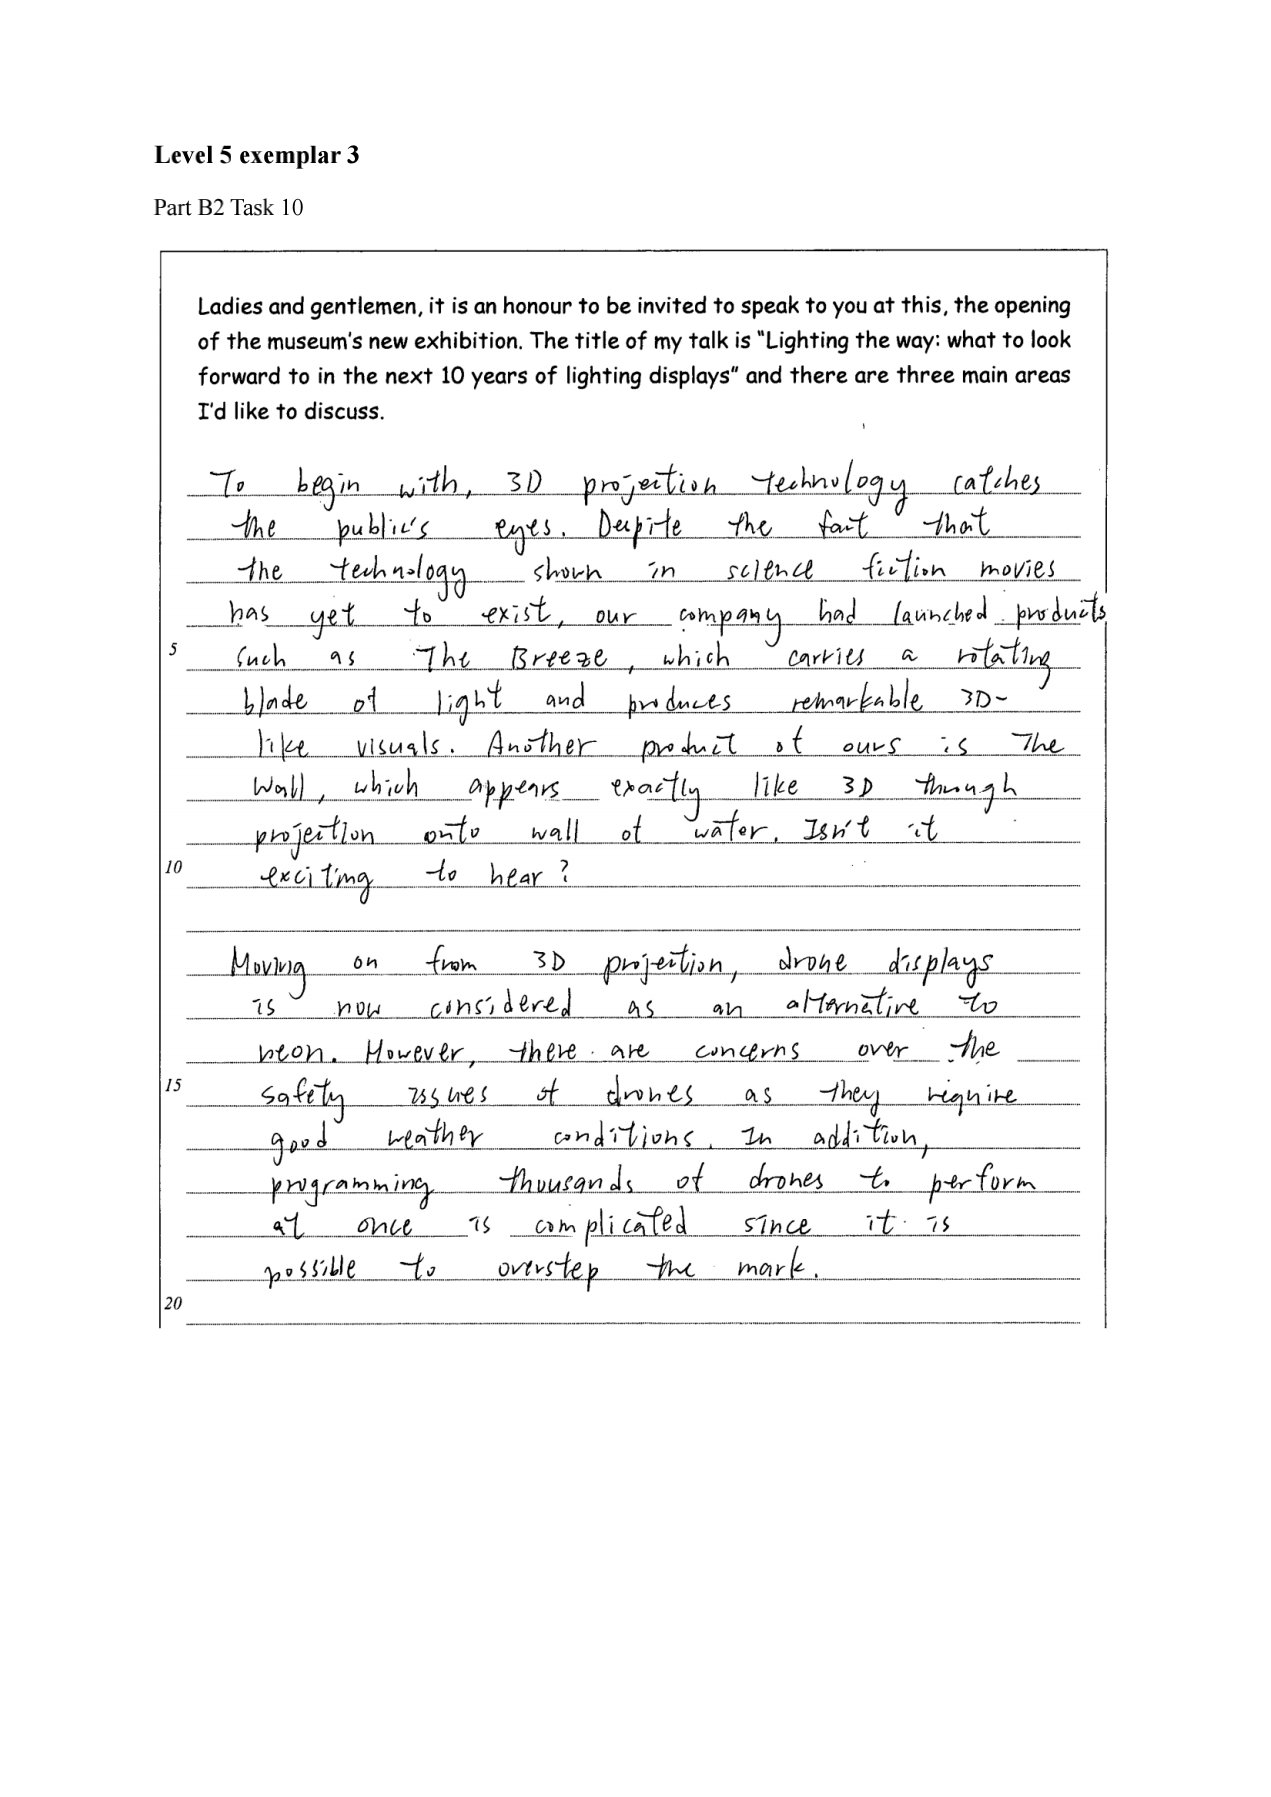 Level 5 exemplar 3
Part B2 Task 10
Ladies and gentlemen, it is an honour to be invited to speak to you at this, the opening
of the museum's new exhibition. The title of my talk is "Lighting the way: what to look
forward to in the next 10 years of lighting displays" and there are three main areas
I'd like to discuss.
To begin with, 3D projection technology catches
the public's eyes. Despite the fact that
the technology shown in science fiction movies
has yet to exist, our company had launched products
5 such as The Breeze, which carries a rotating
blade of light and produces remarkable 3D-
like visuals. Another product of ours is The
Wall, which appears exactly like 3D through
projection onto wall of water. Isn't it
10 exciting to hear?
Moving on from 3D projection, drone displays
is now considered as an alternative to
neon. However, there are concerns over the
15 safety issues of drones as they require
good weather conditions. In addition,
programming thousands of drones to perform
at once is complicated since it is
possible to overstep the mark.
20